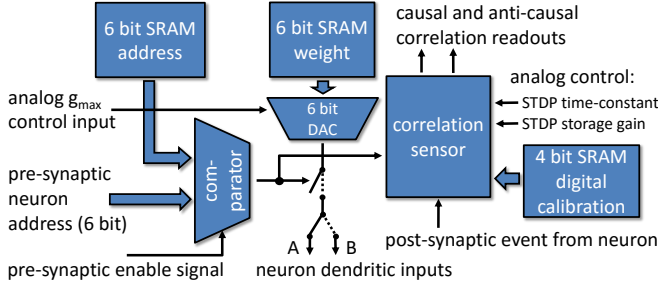 6 bit SRAM
address
6 bit SRAM
weight
causal and anti-causal
correlation readouts
analog control:
STDP time-constant
STDP storage gain
analog gmax
control input
6 bit
DAC
correlation
sensor
com-
parator
4 bit SRAM
digital
calibration
pre-synaptic
neuron
address (6 bit)
A
B
post-synaptic event from neuron
pre-synaptic enable signal
neuron dendritic inputs